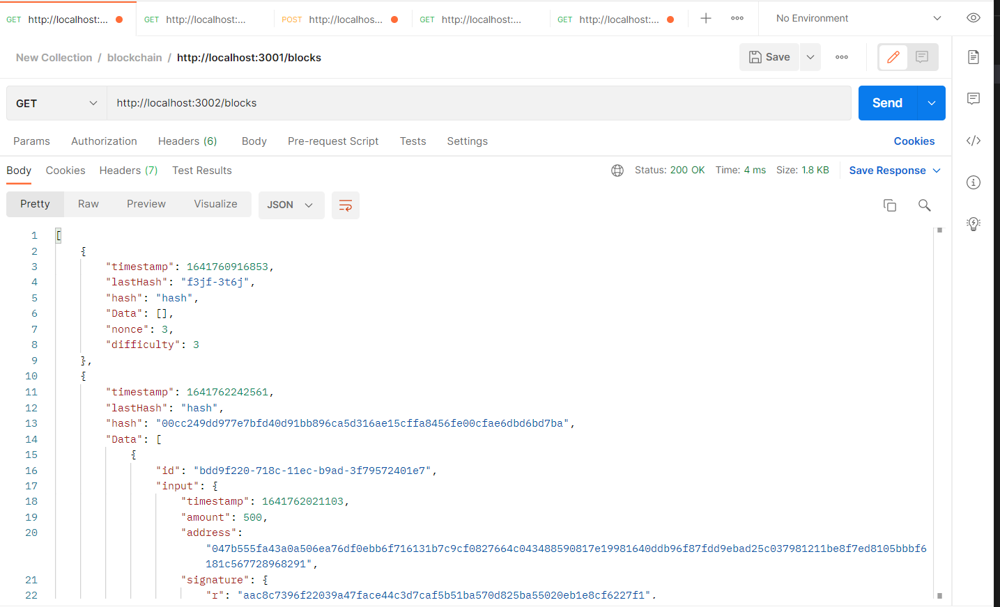 GET http://localhost:... GET http://localhost:... POST http://localhos... GET http://localhost:... GET http://localhost:... No Environment
New Collection / blockchain / http://localhost:3001/blocks Save
GET http://localhost:3002/blocks Send
Params Authorization Headers (6) Body Pre-request Script Tests Settings Cookies
Body Cookies Headers (7) Test Results Status: 200 OK Time: 4 ms Size: 1.8 KB Save Response
Pretty Raw Preview Visualize JSON
1 [
2 {
3 "timestamp": 1641760916853,
4 "lastHash": "f3jf-3t6j",
5 "hash": "hash",
6 "Data": [],
7 "nonce": 3,
8 "difficulty": 3
9 },
10 {
11 "timestamp": 1641762242561,
12 "lastHash": "hash",
13 "hash": "00cc249dd977e7bfd40d91bb896ca5d316ae15cffa8456fe00cfae6dbd6bd7ba",
14 "Data": [
15 {
16 "id": "bdd9f220-718c-11ec-b9ad-3f79572401e7",
17 "input": {
18 "timestamp": 1641762021103,
19 "amount": 500,
20 "address":
"047b555fa43a0a506ea76df0ebb6f716131b7c9cf0827664c043488590817e19981640ddb96f87fdd9ebad25c037981211be8f7ed8105bbbf6
181c567728968291",
21 "signature": {
22 "r": "aac8c7396f22039a47face44c3d7caf5b51ba570d825ba55020eb1e8cf6227f1",